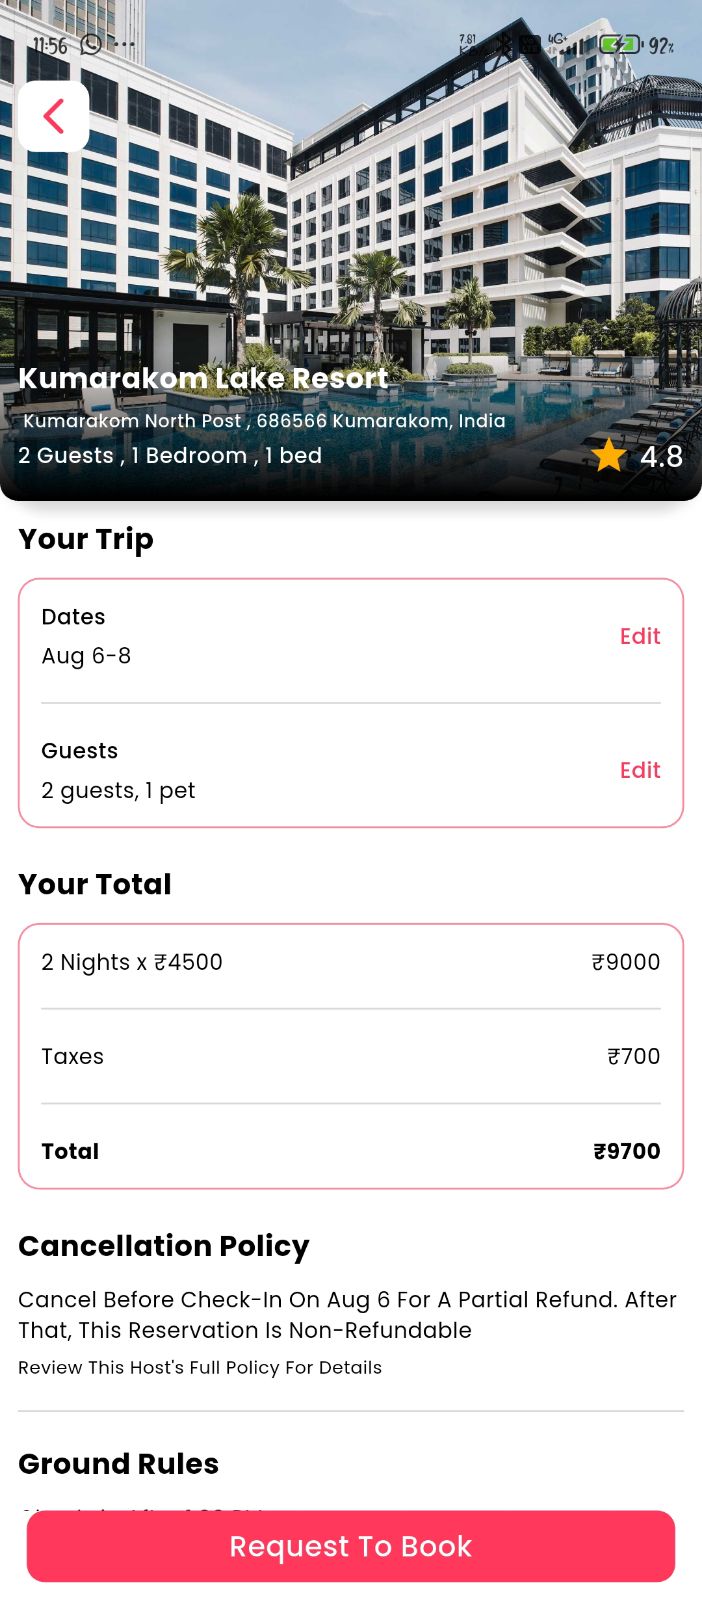 11:56
7.81
4G+
92%
Kumarakom Lake Resort
Kumarakom North Post , 686566 Kumarakom, India
2 Guests , 1 Bedroom , 1 bed
4.8
Your Trip
Dates
Edit
Aug 6-8
Guests
Edit
2 guests, 1 pet
Your Total
2 Nights x ₹4500 ₹9000
Taxes ₹700
Total ₹9700
Cancellation Policy
Cancel Before Check-In On Aug 6 For A Partial Refund. After
That, This Reservation Is Non-Refundable
Review This Host's Full Policy For Details
Ground Rules
Request To Book